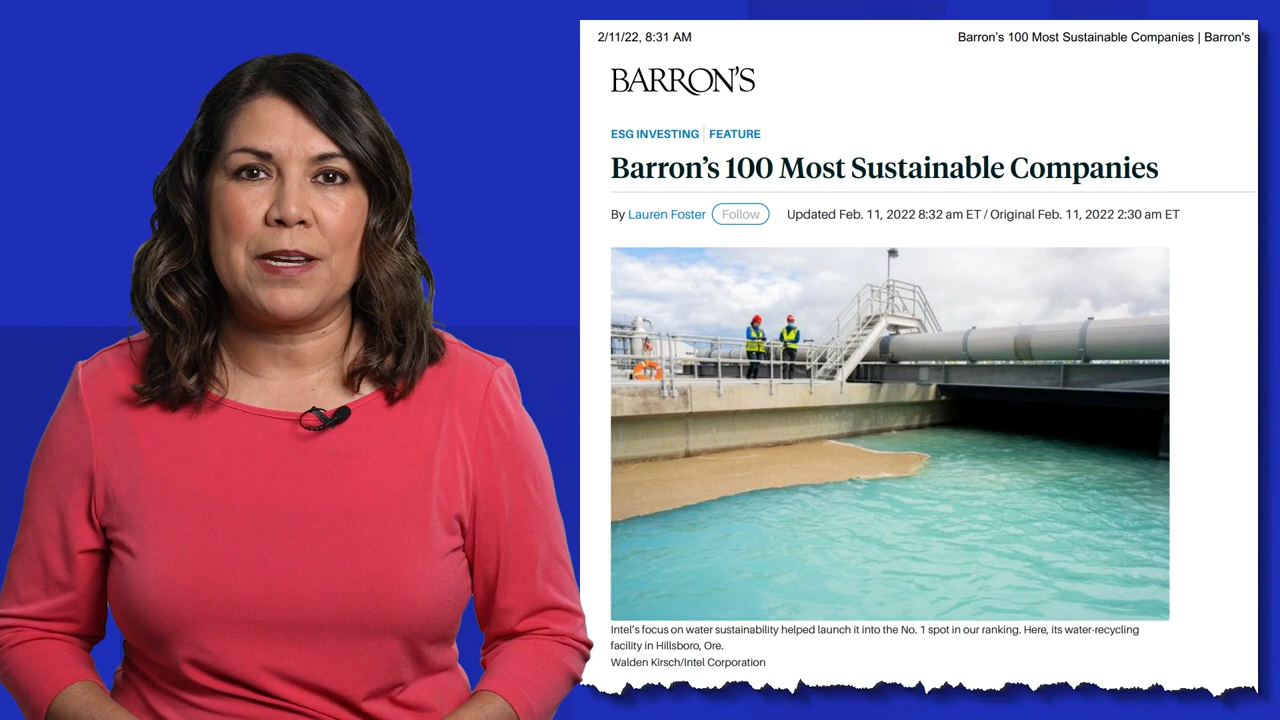 2/11/22, 8:31 AM Barron's 100 Most Sustainable Companies | Barron's
BARRON'S
ESG INVESTING FEATURE
Barron's 100 Most Sustainable Companies
By Lauren Foster Follow Updated Feb. 11, 2022 8:32 am ET / Original Feb. 11, 2022 2:30 am ET
Intel's focus on water sustainability helped launch it into the No. 1 spot in our ranking. Here, its water-recycling
facility in Hillsboro, Ore.
Walden Kirsch/Intel Corporation